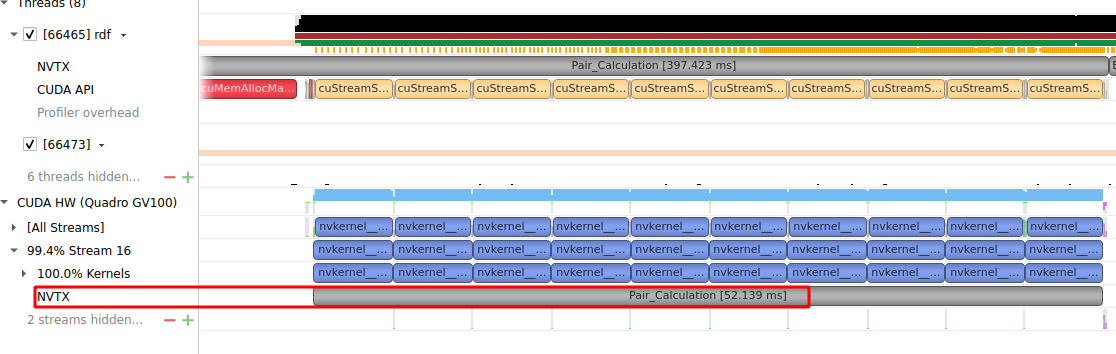 Threads (8)
[66465] rdf
NVTX
Pair_Calculation [397.423 ms]
CUDA API
cuMemAllocMa... cuStreamS... cuStreamS... cuStreamS... cuStreamS... cuStreamS... cuStreamS... cuStreamS... cuStreamS... cuStreamS... cuStreamS...
Profiler overhead
[66473]
6 threads hidden...
CUDA HW (Quadro GV100)
[All Streams]
nvkernel__... nvkernel__... nvkernel__... nvkernel__... nvkernel__... nvkernel__... nvkernel__... nvkernel__... nvkernel__... nvkernel__...
99.4% Stream 16
nvkernel__... nvkernel__... nvkernel__... nvkernel__... nvkernel__... nvkernel__... nvkernel__... nvkernel__... nvkernel__... nvkernel__...
100.0% Kernels
nvkernel__... nvkernel__... nvkernel__... nvkernel__... nvkernel__... nvkernel__... nvkernel__... nvkernel__... nvkernel__... nvkernel__...
NVTX
Pair_Calculation [52.139 ms]
2 streams hidden...